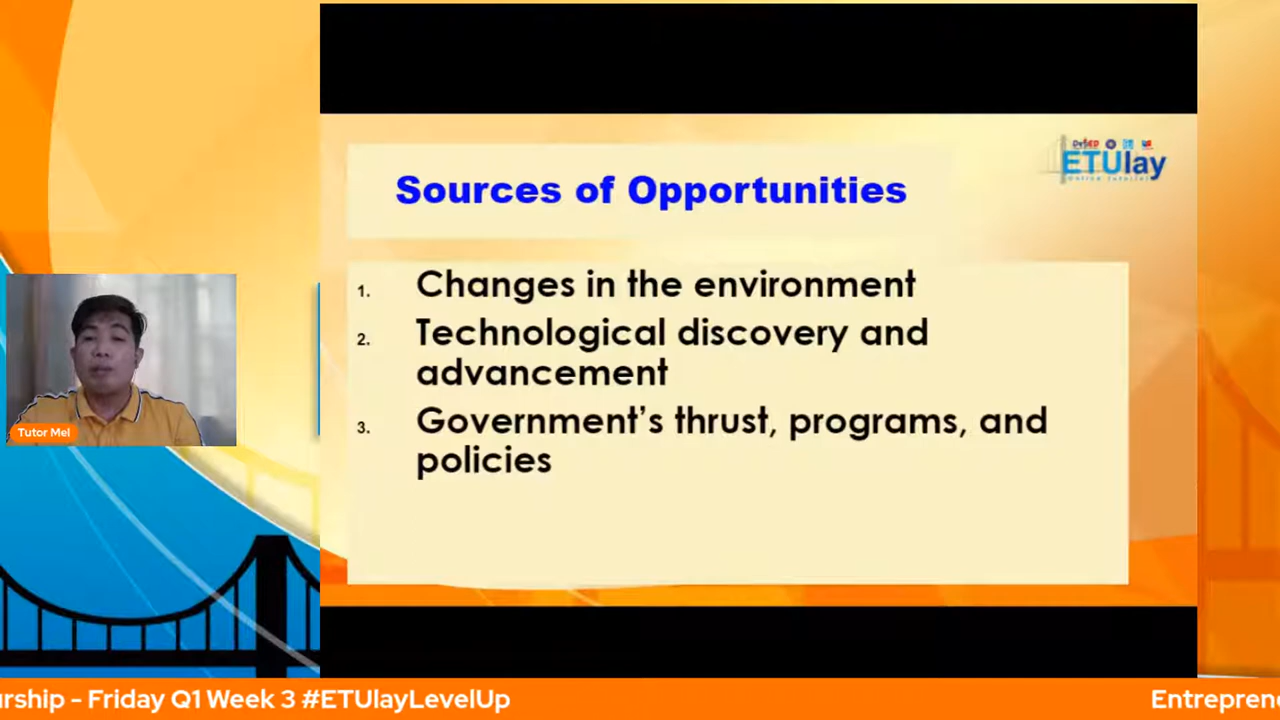 ETUlay
Sources of Opportunities
1. Changes in the environment
2. Technological discovery and
advancement
3. Government’s thrust, programs, and
policies
Tutor Mel
urship - Friday Q1 Week 3 #ETUlayLevelUp
Entreprene